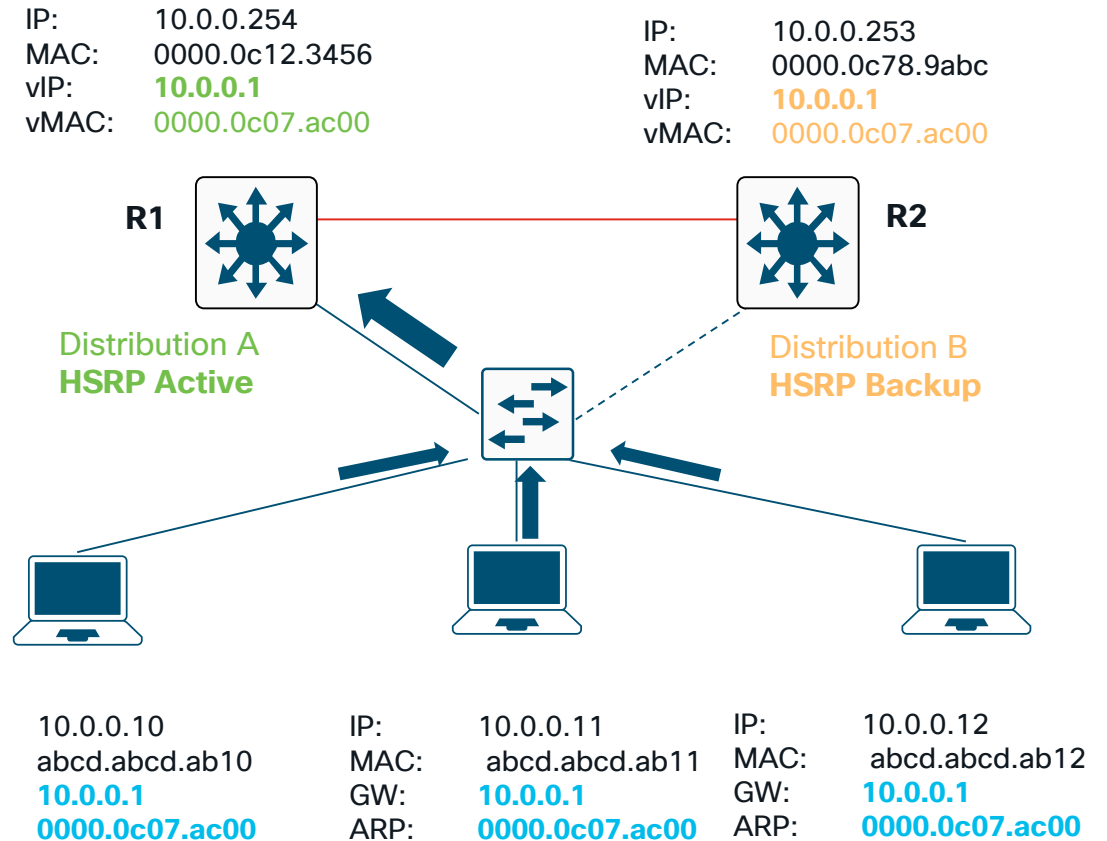 IP: 10.0.0.254
MAC: 0000.0c12.3456
vIP: 10.0.0.1
vMAC: 0000.0c07.ac00
IP: 10.0.0.253
MAC: 0000.0c78.9abc
vIP: 10.0.0.1
vMAC: 0000.0c07.ac00
R1
R2
Distribution A
HSRP Active
Distribution B
HSRP Backup
10.0.0.10
abcd.abcd.ab10
10.0.0.1
0000.0c07.ac00
IP: 10.0.0.11
MAC: abcd.abcd.ab11
GW: 10.0.0.1
ARP: 0000.0c07.ac00
IP: 10.0.0.12
MAC: abcd.abcd.ab12
GW: 10.0.0.1
ARP: 0000.0c07.ac00